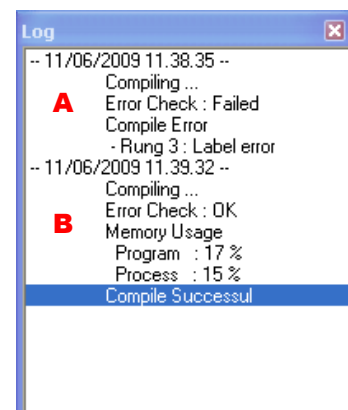 Log
-- 11/06/2009 11.38.35 --
Compiling ...
A
Error Check : Failed
Compile Error
- Rung 3 : Label error
-- 11/06/2009 11.39.32 --
Compiling ...
Error Check : OK
B
Memory Usage
Program : 17 %
Process : 15 %
Compile Successul